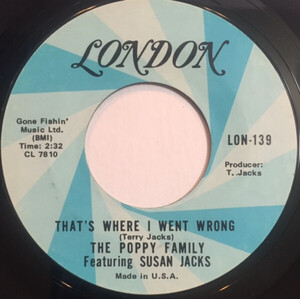 LONDON
Gone Fishin'
Music Ltd.
(BMI)
Time: 2:32
CL 7810
LON-139
Producer:
T. Jacks
THAT'S WHERE I WENT WRONG
(Terry Jacks)
THE POPPY FAMILY
Featuring SUSAN JACKS
Made in U.S.A.